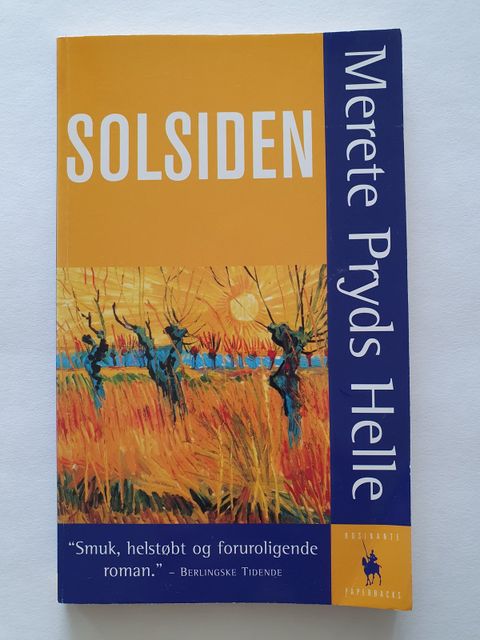 SOLSIDEN
Merete Pryds Helle
"Smuk, helstøbt og foruroligende
roman." – BERLINGSKE TIDENDE
ROSINANTE
PAPERBACKS